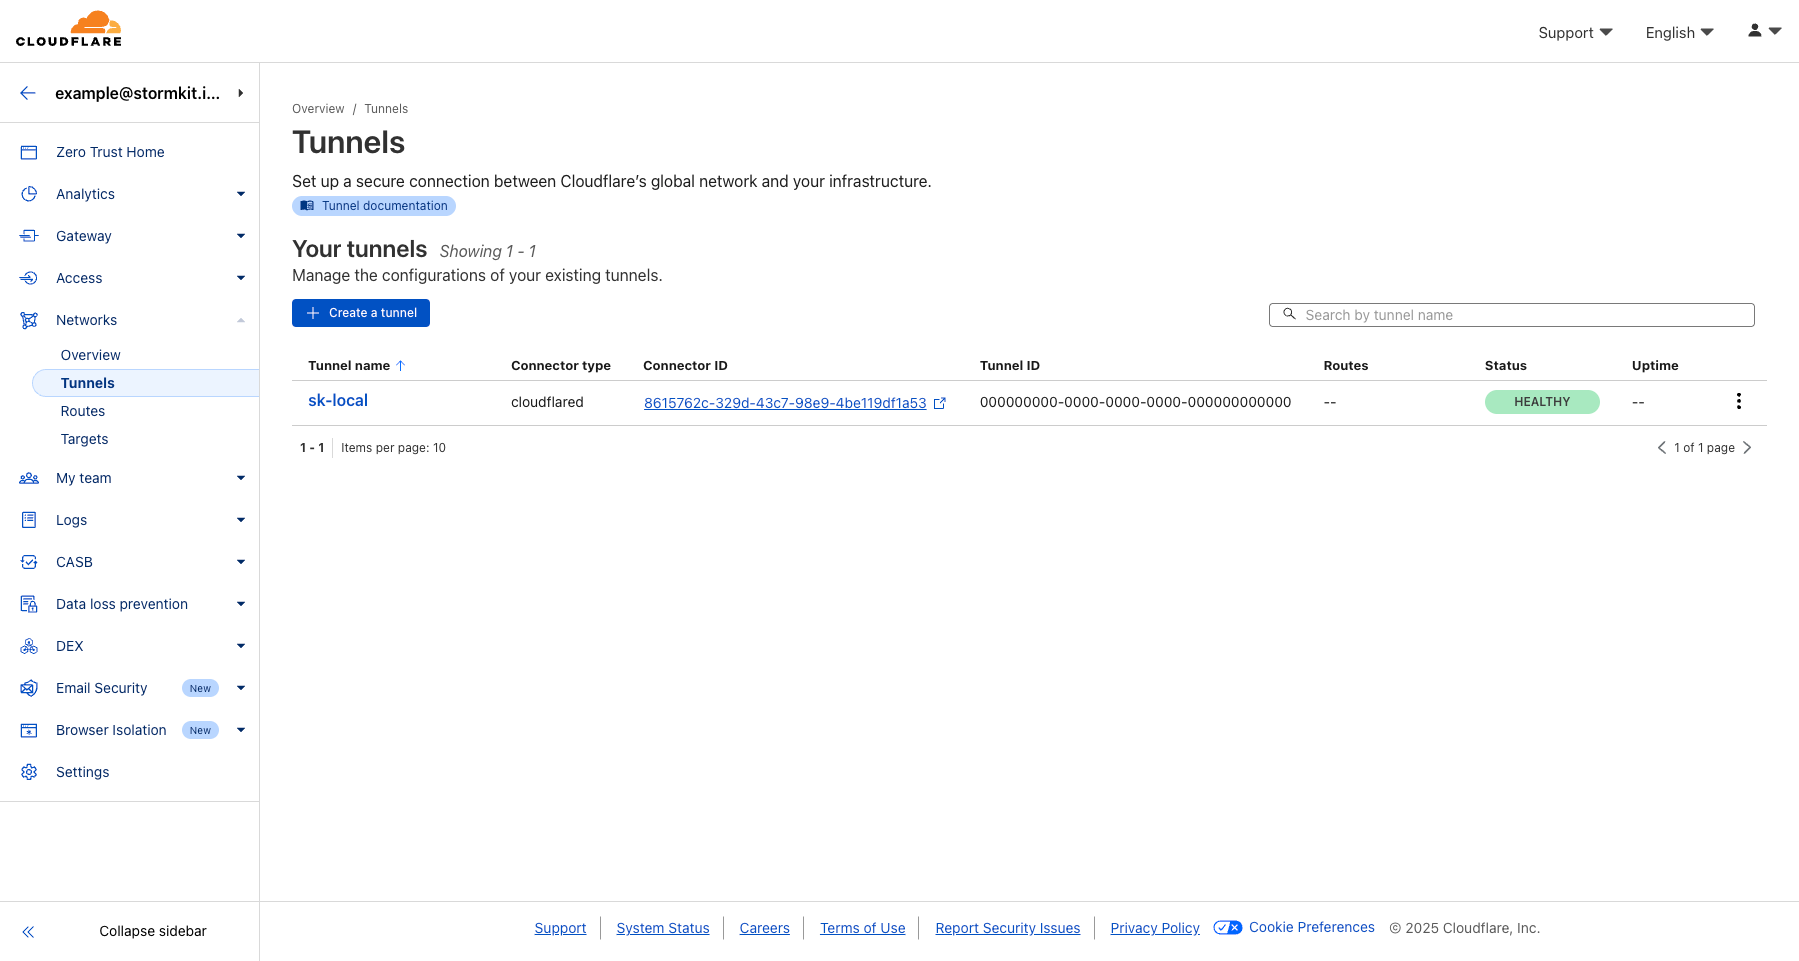 CLOUDFLARE
Support
English
example@stormkit.i...
Zero Trust Home
Analytics
Gateway
Access
Networks
Overview
Tunnels
Routes
Targets
My team
Logs
CASB
Data loss prevention
DEX
Email Security New
Browser Isolation New
Settings
Collapse sidebar
Overview / Tunnels
Tunnels
Set up a secure connection between Cloudflare’s global network and your infrastructure.
Tunnel documentation
Your tunnels Showing 1 - 1
Manage the configurations of your existing tunnels.
Create a tunnel
Search by tunnel name
Tunnel name Connector type Connector ID Tunnel ID Routes Status Uptime
sk-local cloudflared 8615762c-329d-43c7-98e9-4be119df1a53 000000000-0000-0000-0000-000000000000 -- HEALTHY --
1 - 1 Items per page: 10
1 of 1 page
Support System Status Careers Terms of Use Report Security Issues Privacy Policy Cookie Preferences © 2025 Cloudflare, Inc.